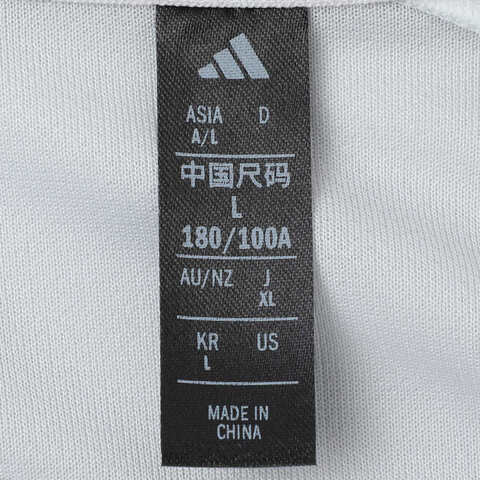 ASIA D
A/L
中国尺码
L
180/100A
AU/NZ J
XL
KR US
L
MADE IN
CHINA